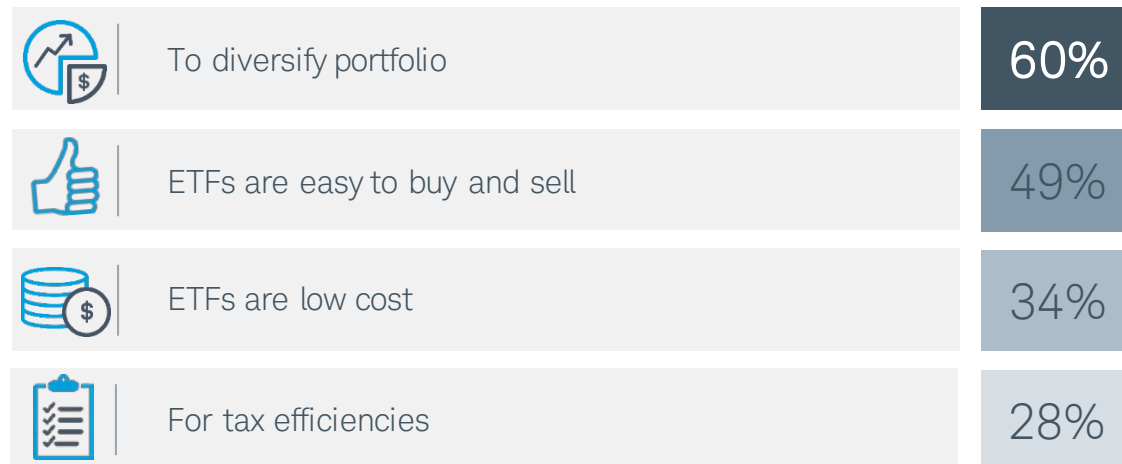 $
To diversify portfolio
60%
ETFs are easy to buy and sell
49%
$
ETFs are low cost
34%
For tax efficiencies
28%